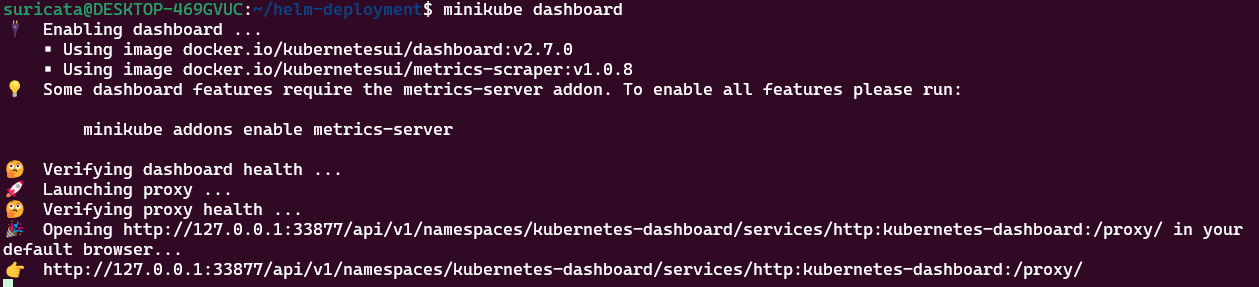 suricata@DESKTOP-469GVUC:~/helm-deployment$ minikube dashboard
Enabling dashboard ...
▪ Using image docker.io/kubernetesui/dashboard:v2.7.0
▪ Using image docker.io/kubernetesui/metrics-scraper:v1.0.8
Some dashboard features require the metrics-server addon. To enable all features please run:
minikube addons enable metrics-server
Verifying dashboard health ...
Launching proxy ...
Verifying proxy health ...
Opening http://127.0.0.1:33877/api/v1/namespaces/kubernetes-dashboard/services/http:kubernetes-dashboard:/proxy/ in your
default browser...
http://127.0.0.1:33877/api/v1/namespaces/kubernetes-dashboard/services/http:kubernetes-dashboard:/proxy/